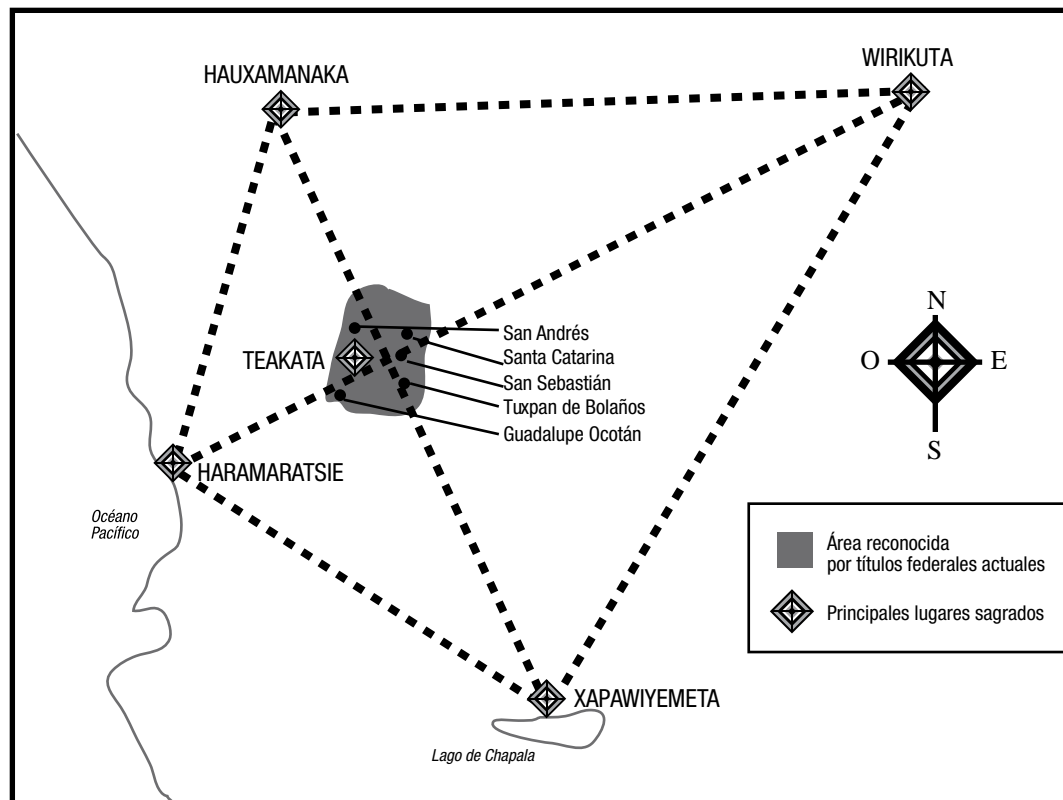 HAUXAMANAKA
WIRIKUTA
San Andrés
TEAKATA
Santa Catarina
San Sebastián
Tuxpan de Bolaños
Guadalupe Ocotán
N
O
E
S
HARAMARATSIE
Océano
Pacífico
Área reconocida
por títulos federales actuales
Principales lugares sagrados
XAPAWIYEMETA
Lago de Chapala